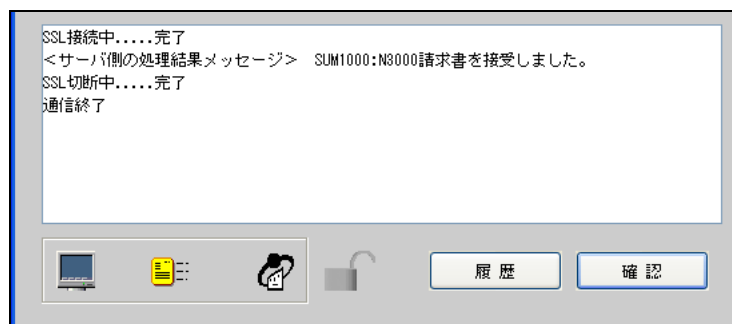 SSL接続中.....完了
<サーバ側の処理結果メッセージ>　SUM1000:N3000請求書を接受しました。
SSL切断中.....完了
通信終了
履 歴
確 認